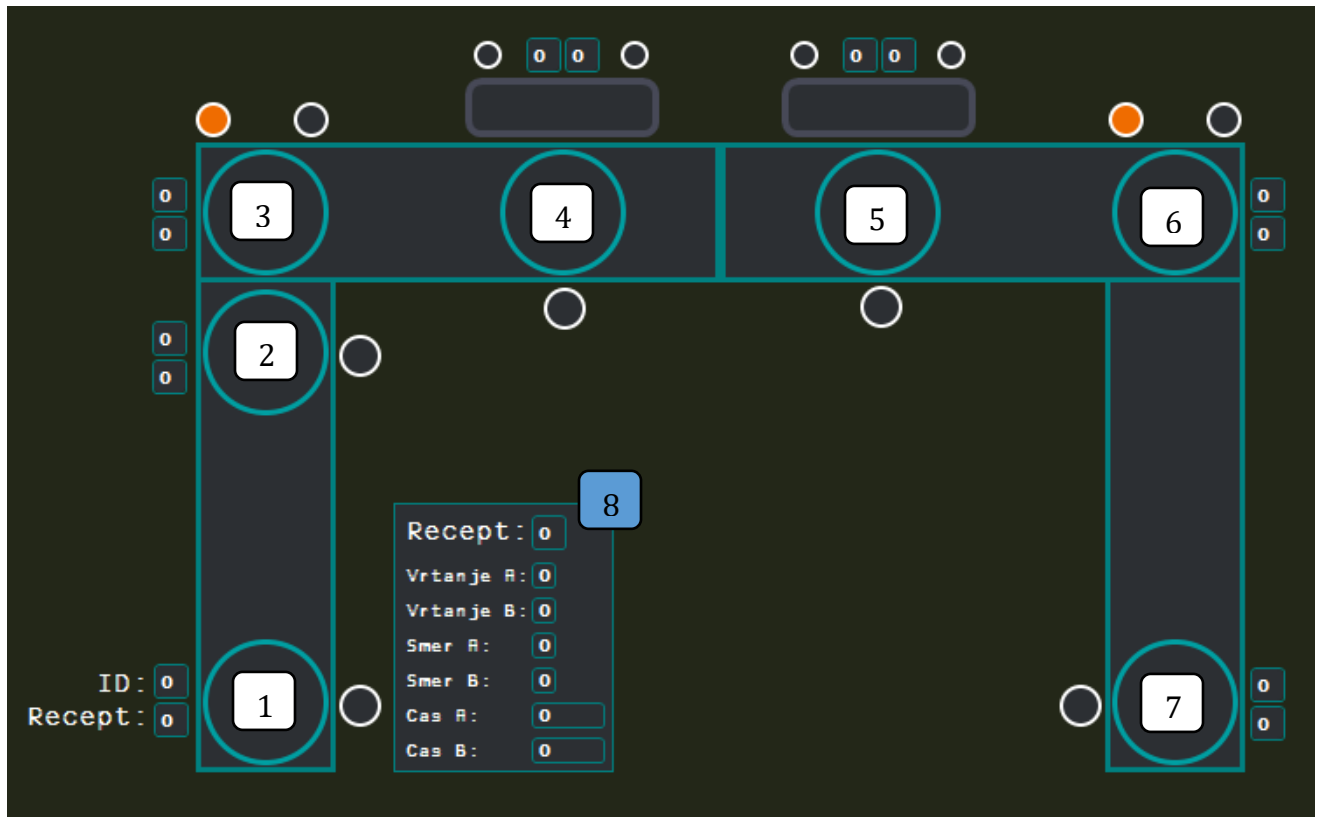 0 0 0 0
0 3 4 5 6 0
0 0
0 2
0
8
Recept: 0
Vrtanje A: 0
Vrtanje B: 0
Smer A: 0
ID: 0 Smer B: 0 0
Recept: 0 1 Cas A: 0 7 0
Cas B: 0